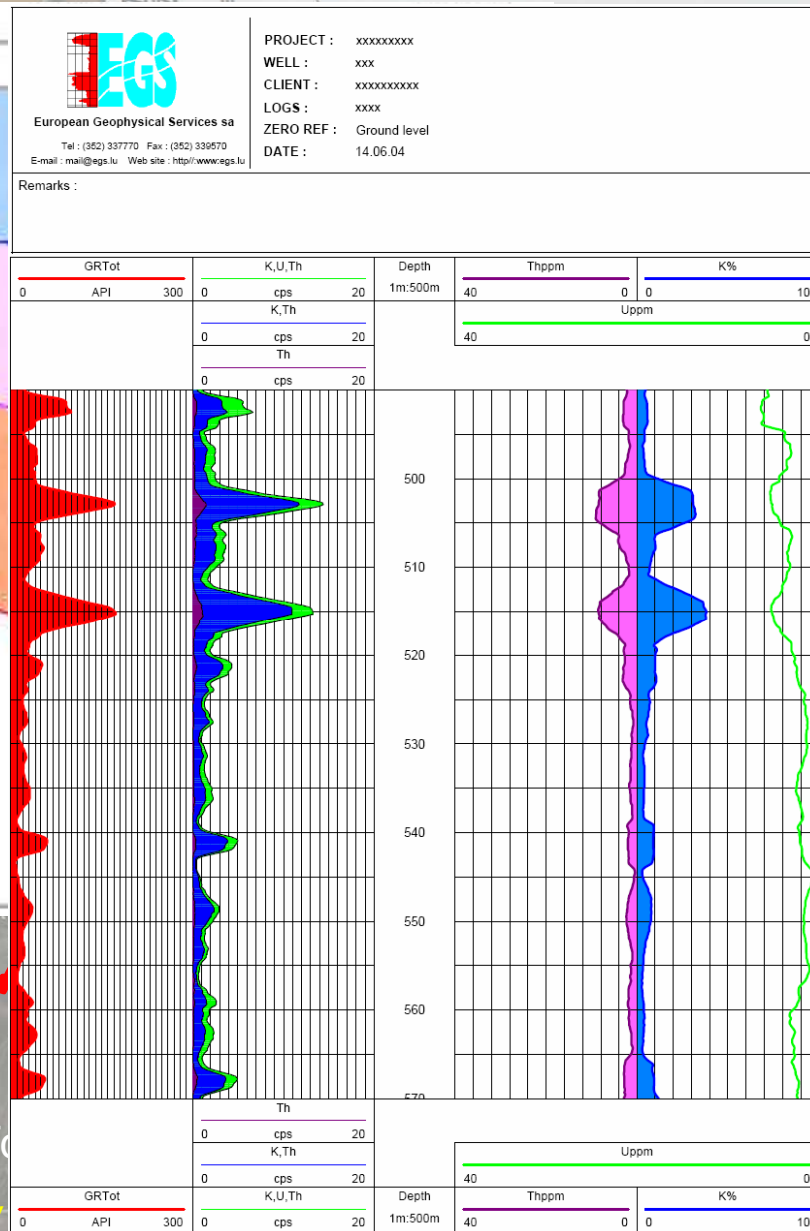 EGS
European Geophysical Services sa
Tel : (352) 337770 Fax : (352) 339570
E-mail : mail@egs.lu Web site : http//:www:egs.lu
PROJECT : xxxxxxxxx
WELL : xxx
CLIENT : xxxxxxxxxx
LOGS : xxxx
ZERO REF : Ground level
DATE : 14.06.04
Remarks :
GRTot K,U,Th Depth Thppm K%
0 API 300 0 cps 20 1m:500m 40 0 0 10
K,Th Uppm
0 cps 20 40 0
Th
0 cps 20
500
510
520
530
540
550
560
570
Th
0 cps 20
K,Th Uppm
0 cps 20 40 0
GRTot K,U,Th Depth Thppm K%
0 API 300 0 cps 20 1m:500m 40 0 0 10